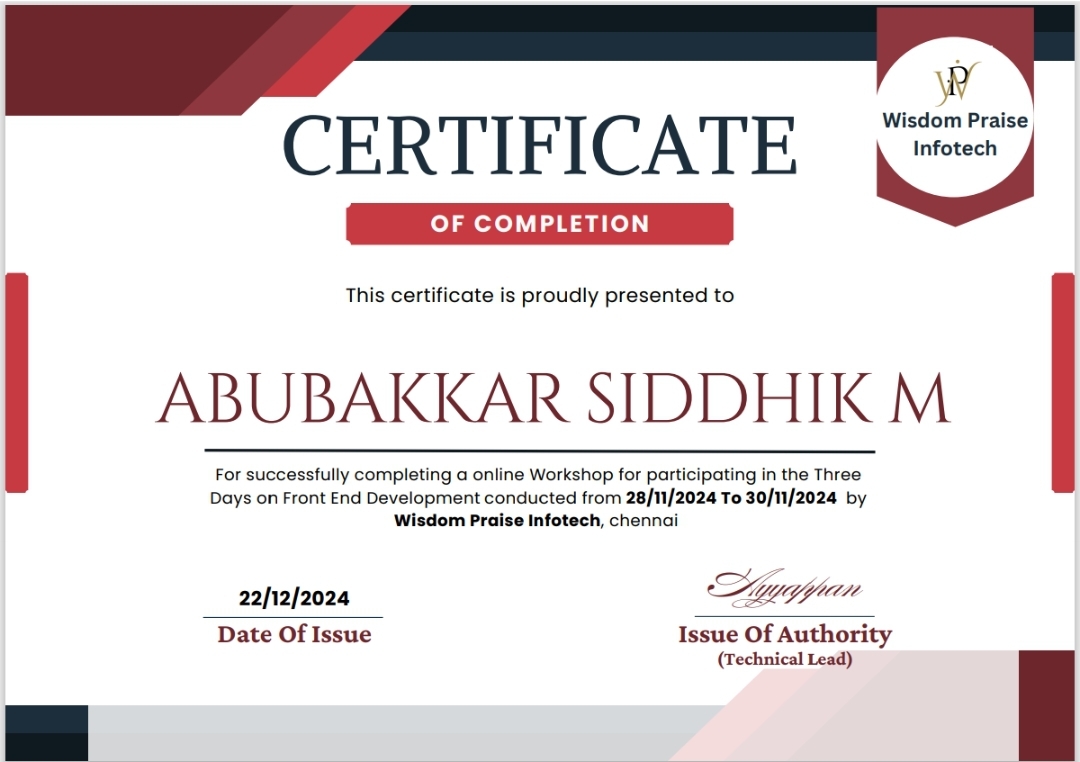 Wisdom Praise
Infotech
CERTIFICATE
OF COMPLETION
This certificate is proudly presented to
ABUBAKKAR SIDDHIK M
For successfully completing a online Workshop for participating in the Three
Days on Front End Development conducted from 28/11/2024 To 30/11/2024 by
Wisdom Praise Infotech, chennai
22/12/2024
Date Of Issue
Ayyappan
Issue Of Authority
(Technical Lead)